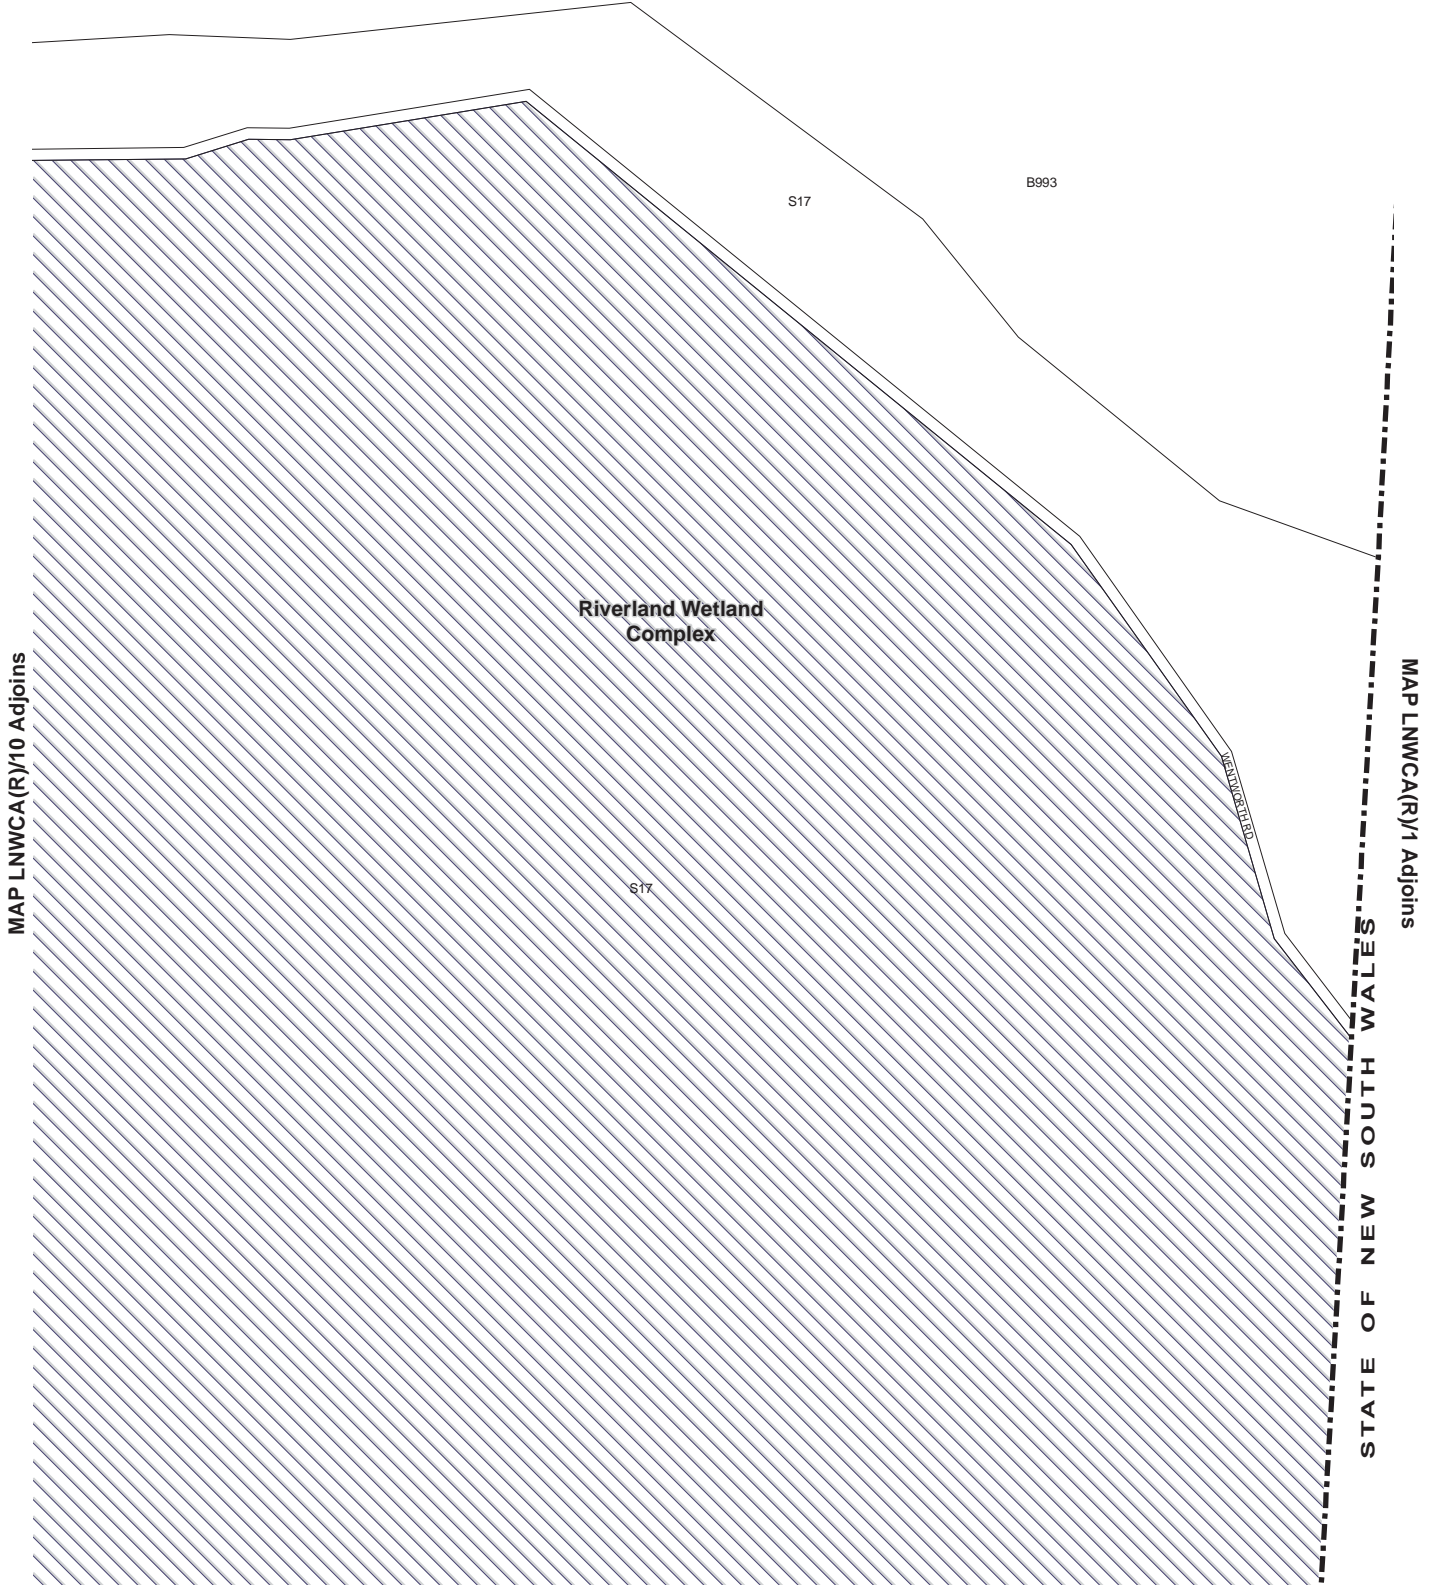 B993
S17
Riverland Wetland
Complex
MAP LNWCA(R)/10 Adjoins
MAP LNWCA(R)/1 Adjoins
WENTWORTH RD
S17
STATE OF NEW SOUTH WALES